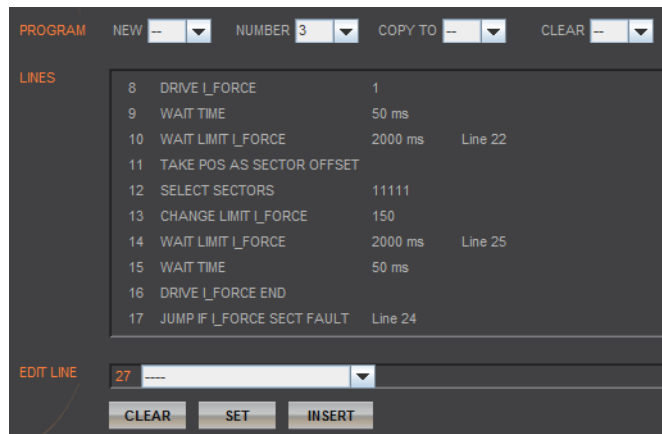 PROGRAM NEW -- NUMBER 3 COPY TO -- CLEAR --
LINES
8 DRIVE I_FORCE 1
9 WAIT TIME 50 ms
10 WAIT LIMIT I_FORCE 2000 ms Line 22
11 TAKE POS AS SECTOR OFFSET
12 SELECT SECTORS 11111
13 CHANGE LIMIT I_FORCE 150
14 WAIT LIMIT I_FORCE 2000 ms Line 25
15 WAIT TIME 50 ms
16 DRIVE I_FORCE END
17 JUMP IF I_FORCE SECT FAULT Line 24
EDIT LINE 27 ----
CLEAR SET INSERT